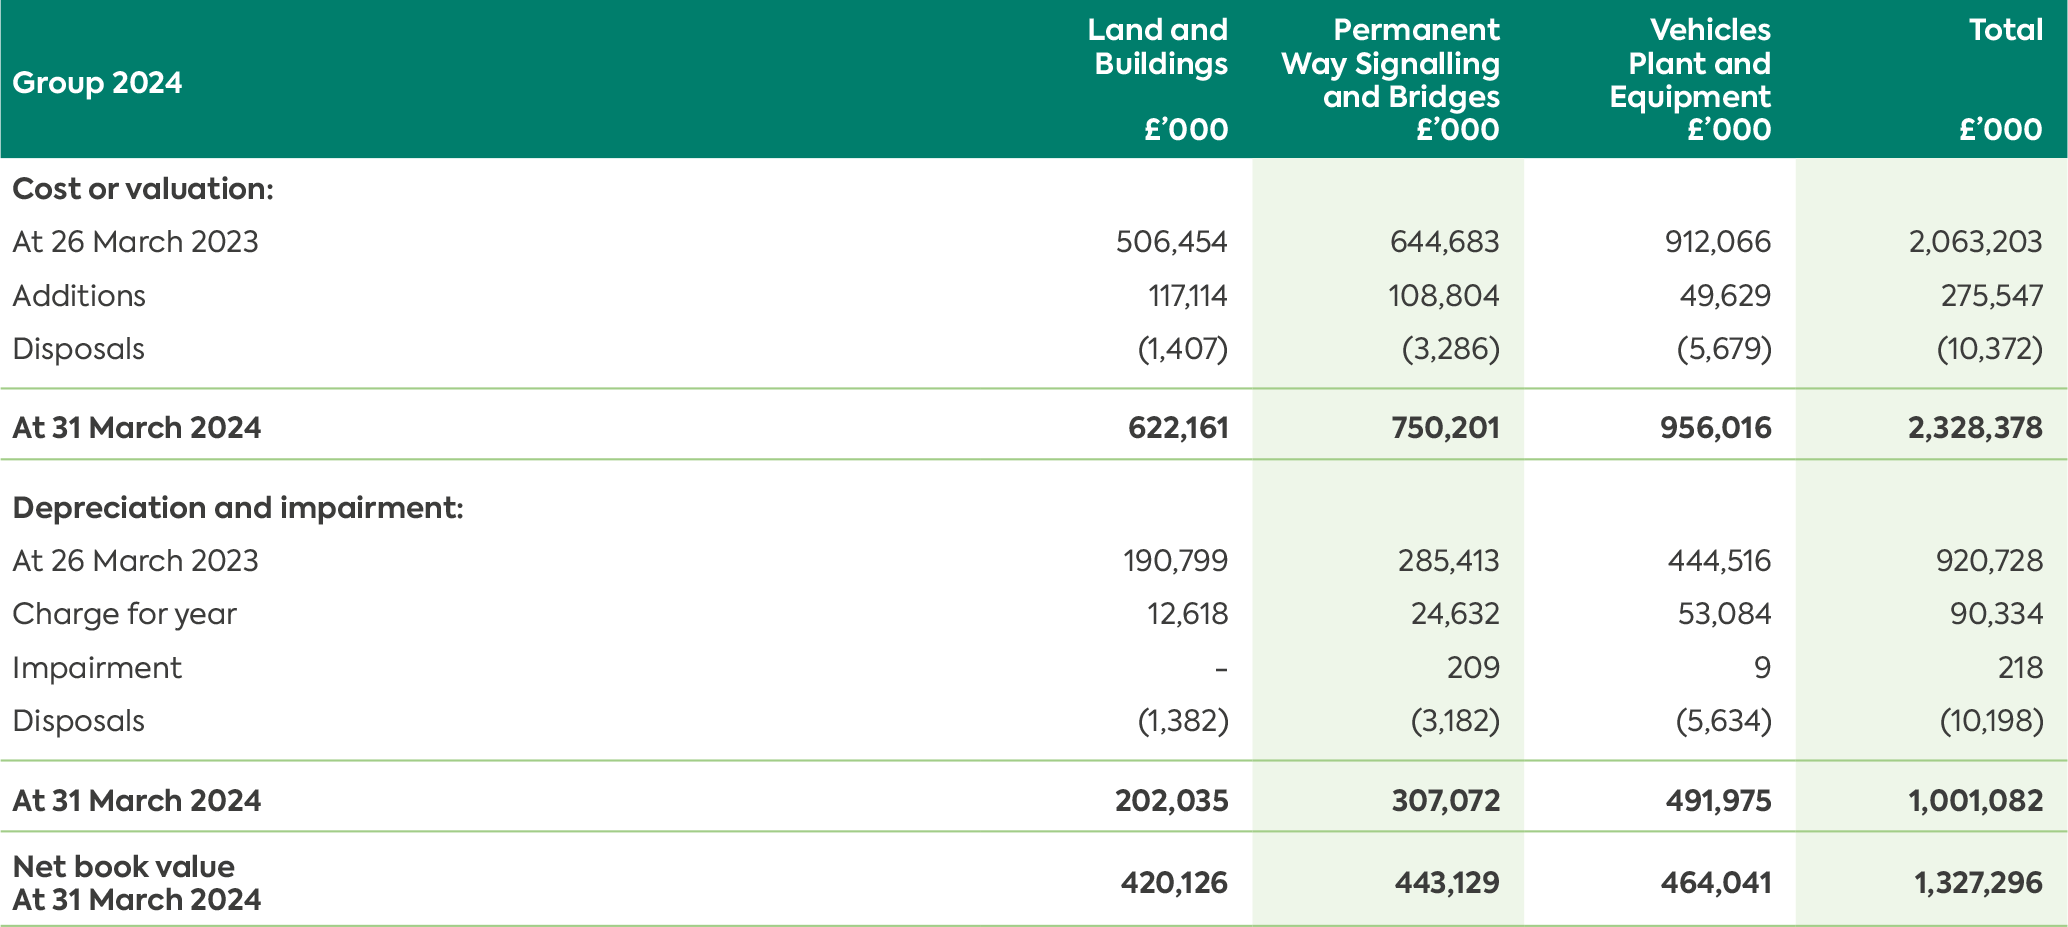 Group 2024
Land and Buildings £’000
Permanent Way Signalling and Bridges £’000
Vehicles Plant and Equipment £’000
Total £’000
Cost or valuation:
At 26 March 2023 506,454 644,683 912,066 2,063,203
Additions 117,114 108,804 49,629 275,547
Disposals (1,407) (3,286) (5,679) (10,372)
At 31 March 2024 622,161 750,201 956,016 2,328,378
Depreciation and impairment:
At 26 March 2023 190,799 285,413 444,516 920,728
Charge for year 12,618 24,632 53,084 90,334
Impairment - 209 9 218
Disposals (1,382) (3,182) (5,634) (10,198)
At 31 March 2024 202,035 307,072 491,975 1,001,082
Net book value
At 31 March 2024 420,126 443,129 464,041 1,327,296